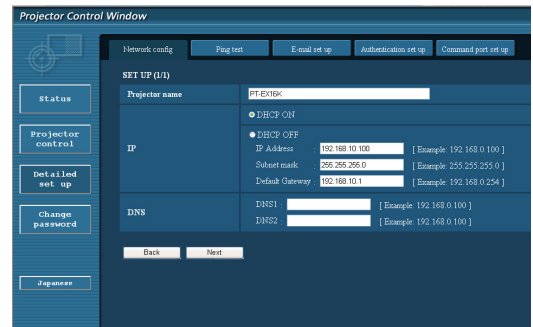 Projector Control Window
Network config
Ping test
E-mail set up
Authentication set up
Command port set up
SET UP (1/1)
Status
Projector control
Detailed set up
Change password
Japanese
Projector name
PT-EX16K
IP
DHCP ON
DHCP OFF
IP Address : 192.168.10.100 [ Example: 192.168.0.100 ]
Subnet mask : 255.255.255.0 [ Example: 255.255.255.0 ]
Default Gateway : 192.168.10.1 [ Example: 192.168.0.254 ]
DNS
DNS1 : [ Example: 192.168.0.100 ]
DNS2 : [ Example: 192.168.0.100 ]
Back
Next